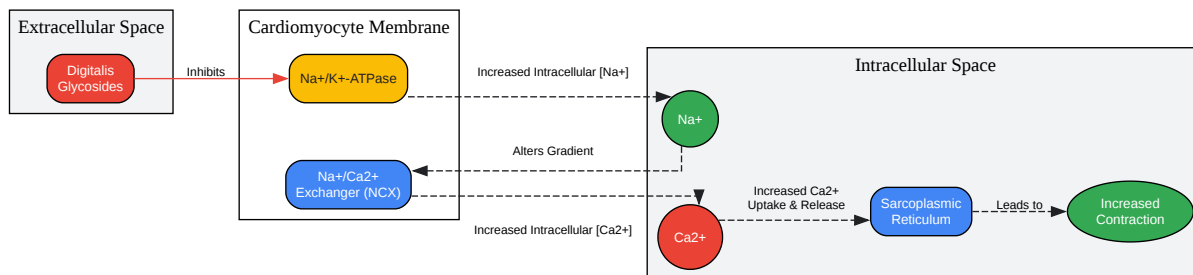 Extracellular Space
Digitalis
Glycosides
Inhibits
Cardiomyocyte Membrane
Na+/K+-ATPase
Increased Intracellular [Na+]
Intracellular Space
Na+
Alters Gradient
Na+/Ca2+
Exchanger (NCX)
Increased Intracellular [Ca2+]
Ca2+
Increased Ca2+
Uptake & Release
Sarcoplasmic
Reticulum
Leads to
Increased
Contraction